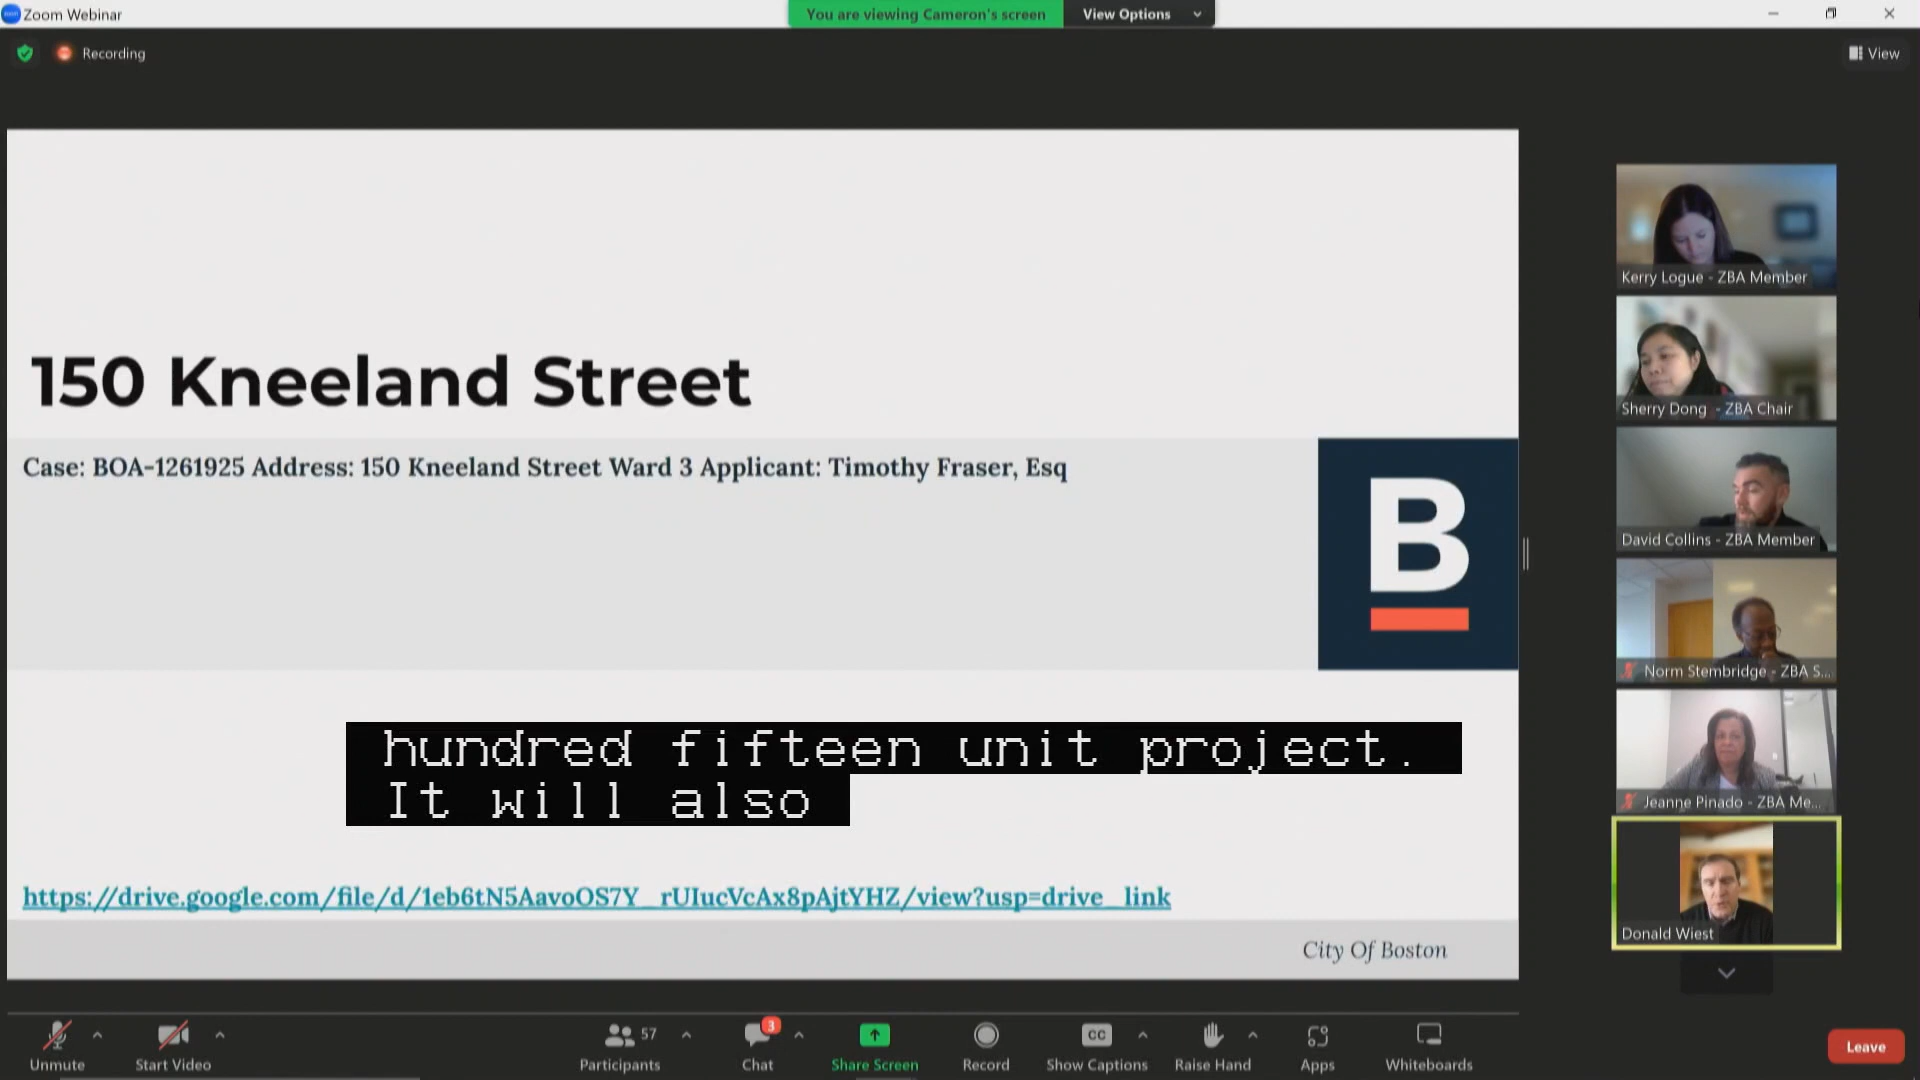 Zoom Webinar
You are viewing Cameron's screen
View Options
Recording
View
150 Kneeland Street
Case: BOA-1261925 Address: 150 Kneeland Street Ward 3 Applicant: Timothy Fraser, Esq
B
hundred fifteen unit project.
It will also
https://drive.google.com/file/d/1eb6tN5AavoOS7Y_rUIucVcAx8pAjtYHZ/view?usp=drive_link
City Of Boston
Kerry Logue - ZBA Member
Sherry Dong - ZBA Chair
David Collins - ZBA Member
Norm Stembridge - ZBA S...
Jeanne Pinado - ZBA Me...
Donald Wiest
Unmute
Start Video
57
Participants
3
Chat
Share Screen
Record
CC
Show Captions
Raise Hand
Apps
Whiteboards
Leave